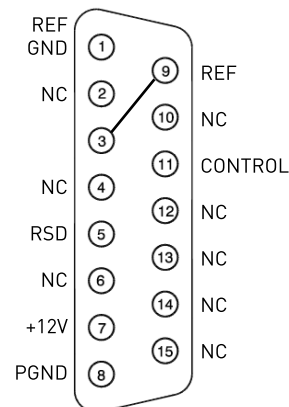 REF
GND 1
9 REF
NC 2
10 NC
3
11 CONTROL
NC 4
12 NC
RSD 5
13 NC
NC 6
14 NC
+12V 7
15 NC
PGND 8